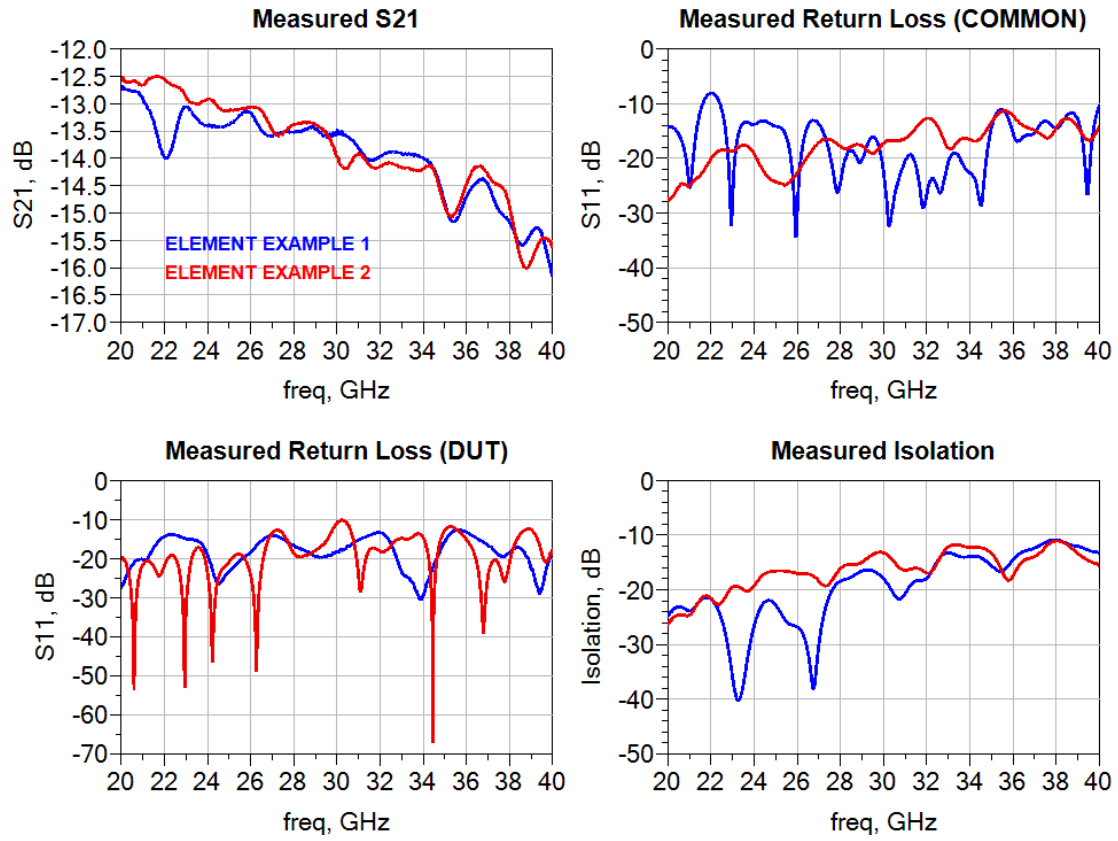 Measured S21
-12.0
-12.5
-13.0
-13.5
-14.0
-14.5
-15.0
-15.5
-16.0
-16.5
-17.0
S21, dB
ELEMENT EXAMPLE 1
ELEMENT EXAMPLE 2
20 22 24 26 28 30 32 34 36 38 40
freq, GHz
Measured Return Loss (COMMON)
0
-10
-20
-30
-40
-50
S11, dB
20 22 24 26 28 30 32 34 36 38 40
freq, GHz
Measured Return Loss (DUT)
0
-10
-20
-30
-40
-50
-60
-70
S11, dB
20 22 24 26 28 30 32 34 36 38 40
freq, GHz
Measured Isolation
0
-10
-20
-30
-40
-50
Isolation, dB
20 22 24 26 28 30 32 34 36 38 40
freq, GHz